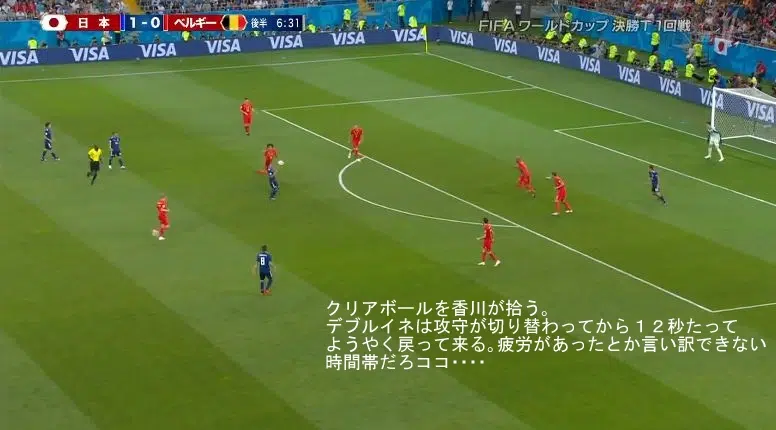 日本 1-0 ベルギー 後半 6:31
FIFA ワールドカップ 決勝T1回戦
VISA VISA VISA VISA VISA VISA
VISA VISA VISA VISA VISA VISA
8
クリアボールを香川が拾う。
デブルイネは攻守が切り替わってから１２秒たって
ようやく戻って来る。疲労があったとか言い訳できない
時間帯だろココ‥‥